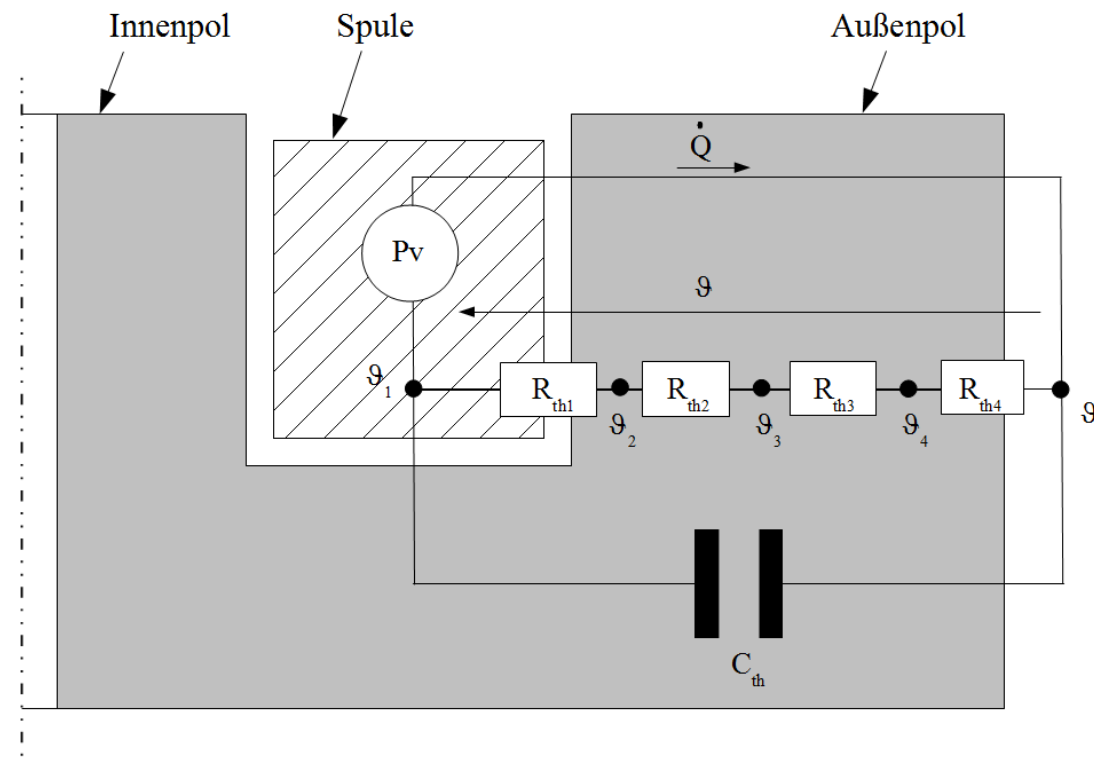 Innenpol
Spule
Außenpol
Q̇
Pv
ϑ
ϑ1
Rth1
Rth2
Rth3
Rth4
ϑ
ϑ2
ϑ3
ϑ4
Cth